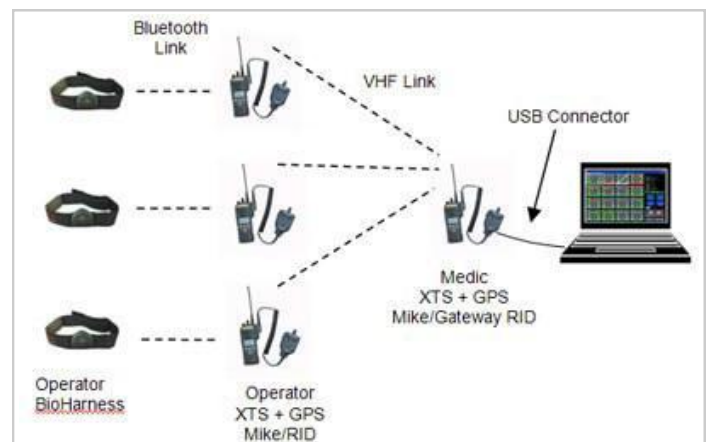 Bluetooth
Link
VHF Link
USB Connector
Medic
XTS + GPS
Mike/Gateway RID
Operator
BioHarness
Operator
XTS + GPS
Mike/RID